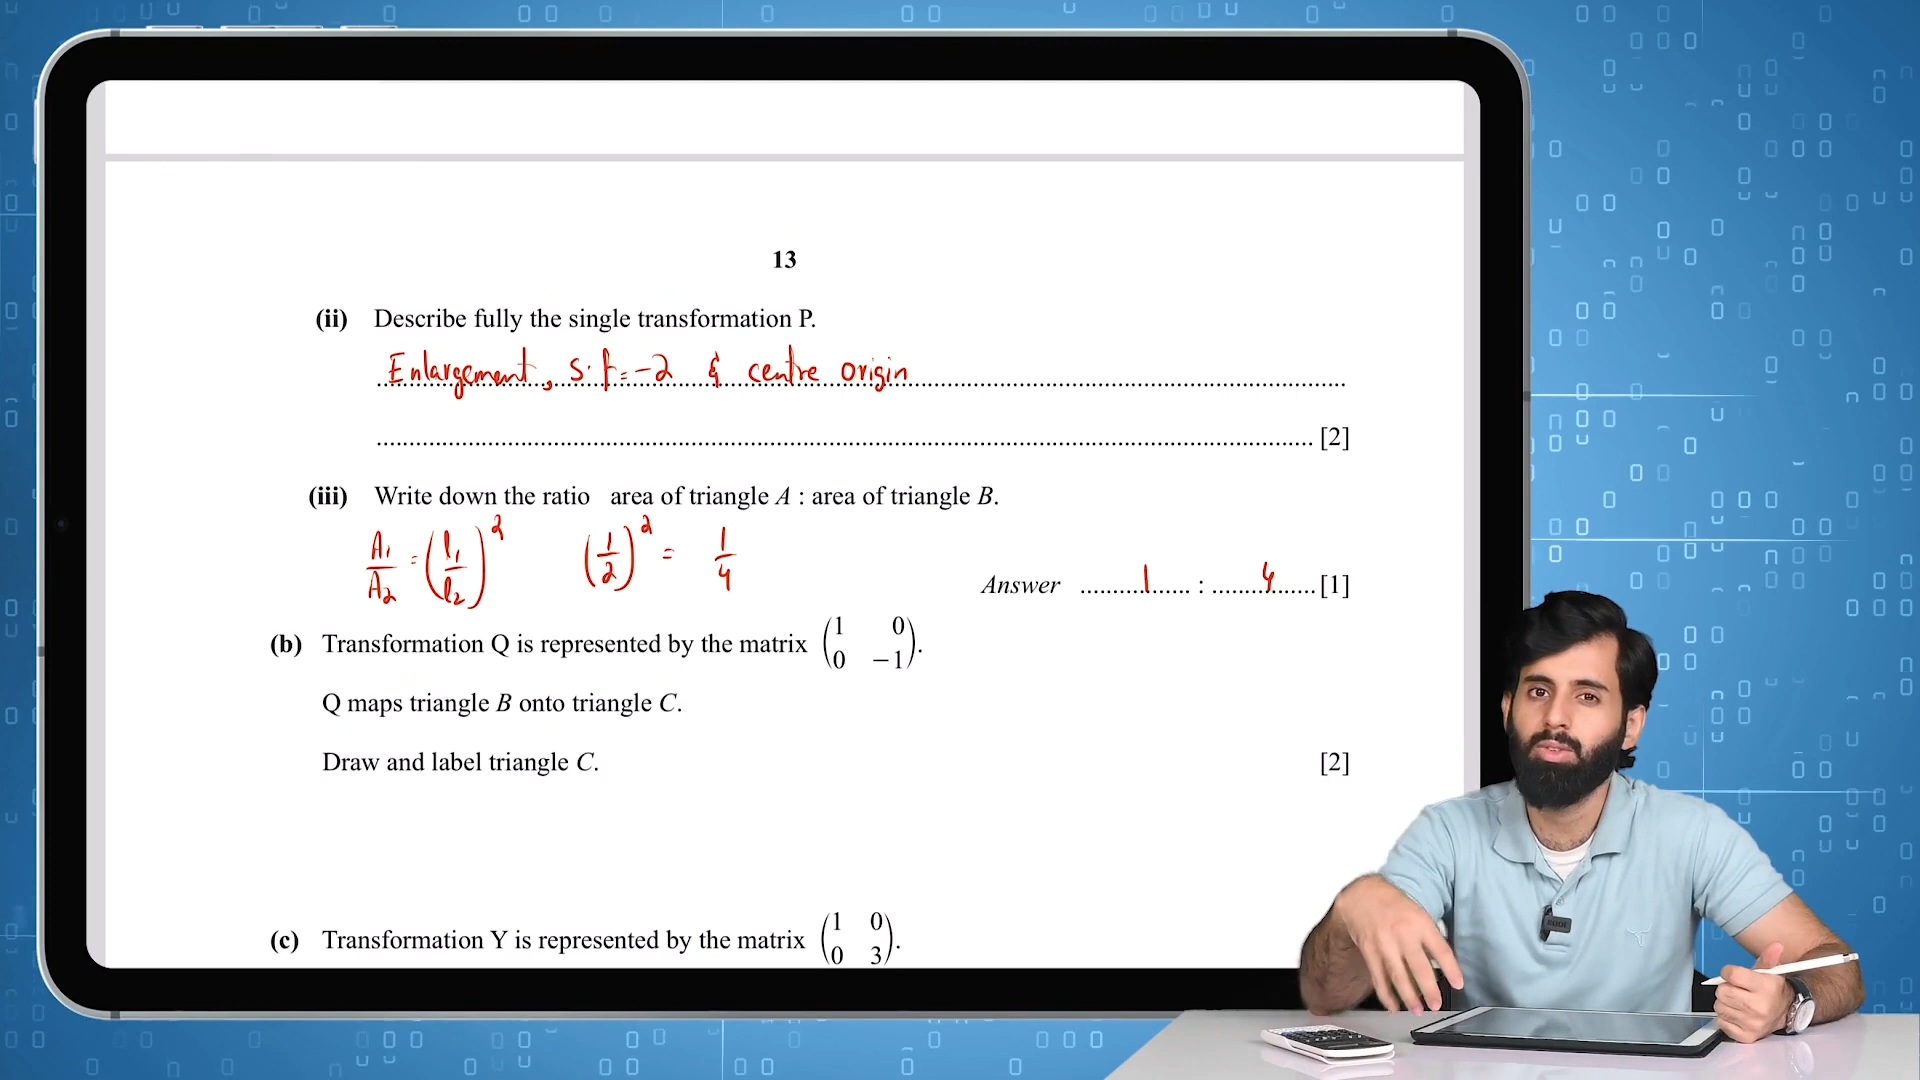 13
(ii) Describe fully the single transformation P.
Enlargement, s.f = -2 & centre origin
[2]
(iii) Write down the ratio area of triangle A : area of triangle B.
A₁/A₂ = (l₁/l₂)² (1/2)² = 1/4
Answer 1 : 4 [1]
(b) Transformation Q is represented by the matrix (1 0
0 −1).
Q maps triangle B onto triangle C.
Draw and label triangle C. [2]
(c) Transformation Y is represented by the matrix (1 0
0 3).